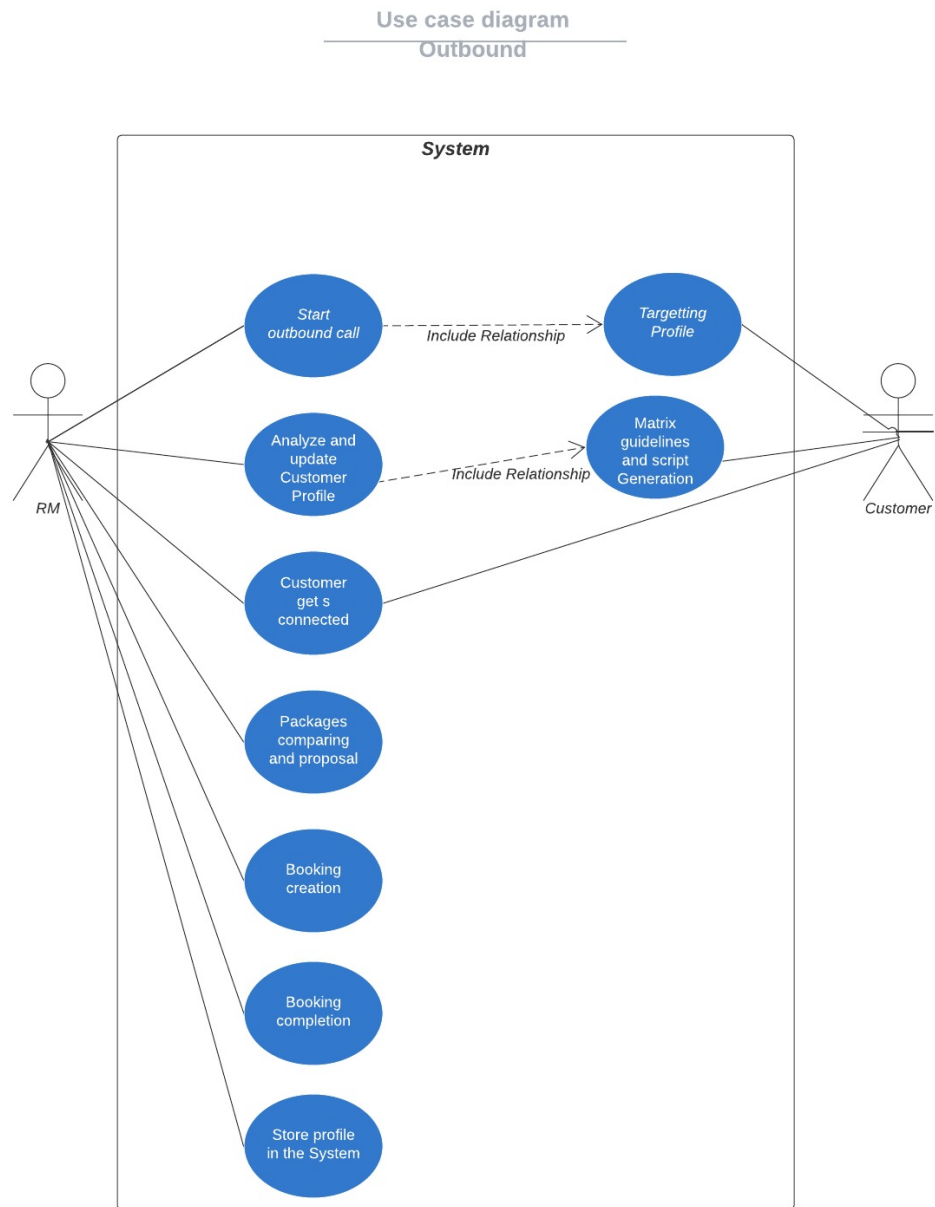 Use case diagram
Outbound
System
Start
outbound call
Include Relationship
Targetting
Profile
Analyze and
update
Customer
Profile
Include Relationship
Matrix
guidelines
and script
Generation
RM
Customer
Customer
get s
connected
Packages
comparing
and proposal
Booking
creation
Booking
completion
Store profile
in the System